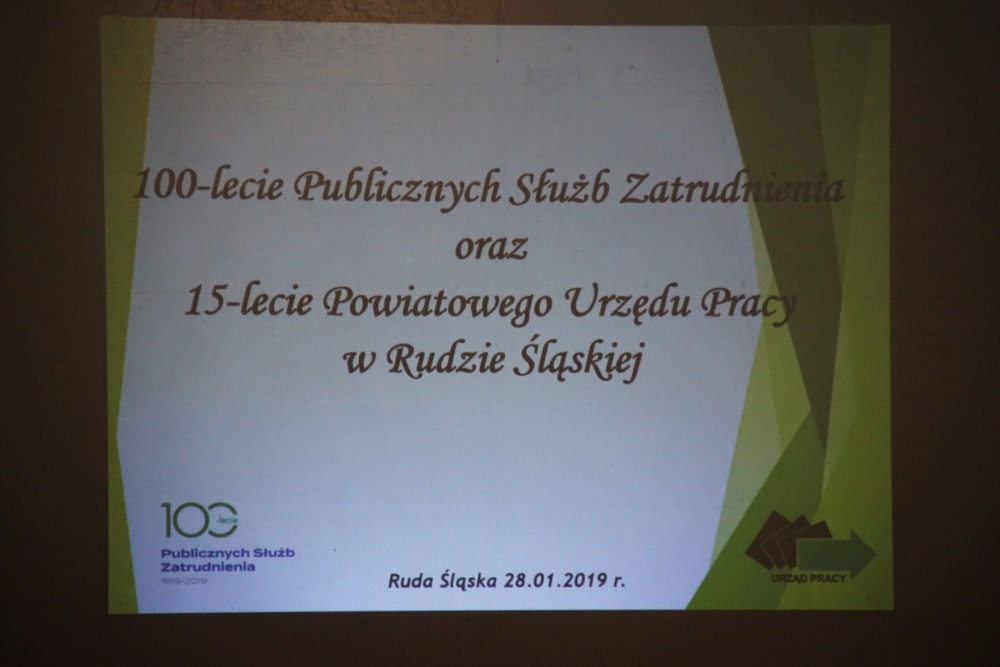 100-lecie Publicznych Służb Zatrudnienia
oraz
15-lecie Powiatowego Urzędu Pracy
w Rudzie Śląskiej
100-lecie
Publicznych Służb
Zatrudnienia
1919-2019
Ruda Śląska 28.01.2019 r.
URZĄD PRACY